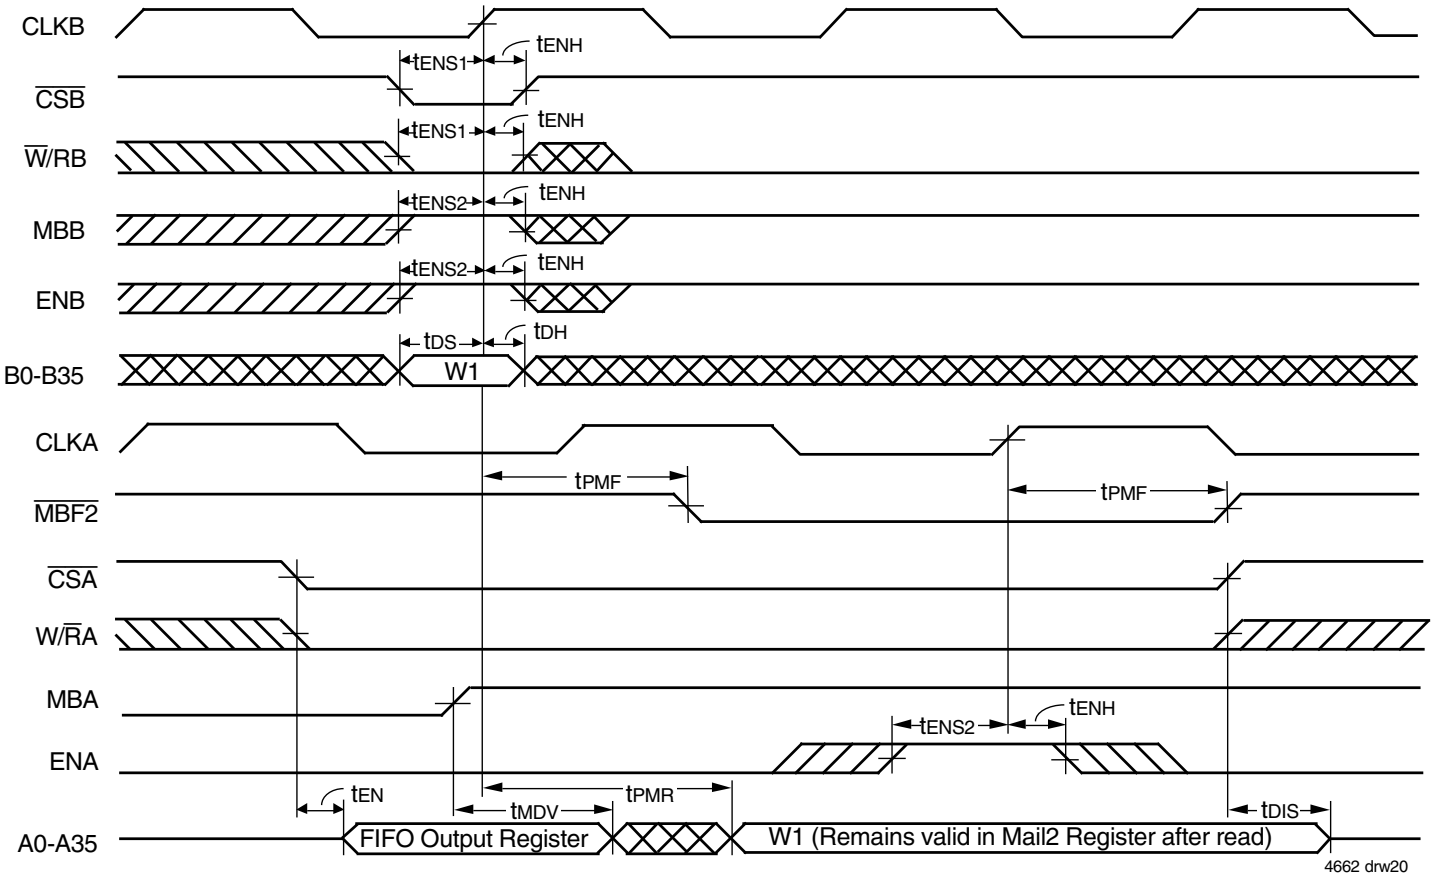 CLKB
tENS1 tENH
CSB
tENS1 tENH
W/RB
tENS2 tENH
MBB
tENS2 tENH
ENB
tDS tDH
B0-B35 W1
CLKA
tPMF tPMF
MBF2
CSA
W/RA
MBA
tENS2 tENH
ENA
tEN tMDV tPMR tDIS
A0-A35 FIFO Output Register W1 (Remains valid in Mail2 Register after read)
4662 drw20